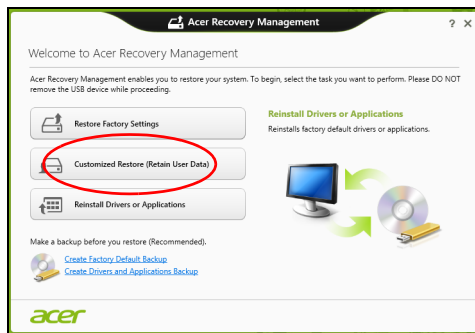 Acer Recovery Management
? ×
Welcome to Acer Recovery Management
Acer Recovery Management enables you to restore your system. To begin, select the task you want to perform. Please DO NOT
remove the USB device while proceeding.
Restore Factory Settings
Customized Restore (Retain User Data)
Reinstall Drivers or Applications
Reinstall Drivers or Applications
Reinstalls factory default drivers or applications.
Make a backup before you restore (Recommended).
Create Factory Default Backup
Create Drivers and Applications Backup
acer